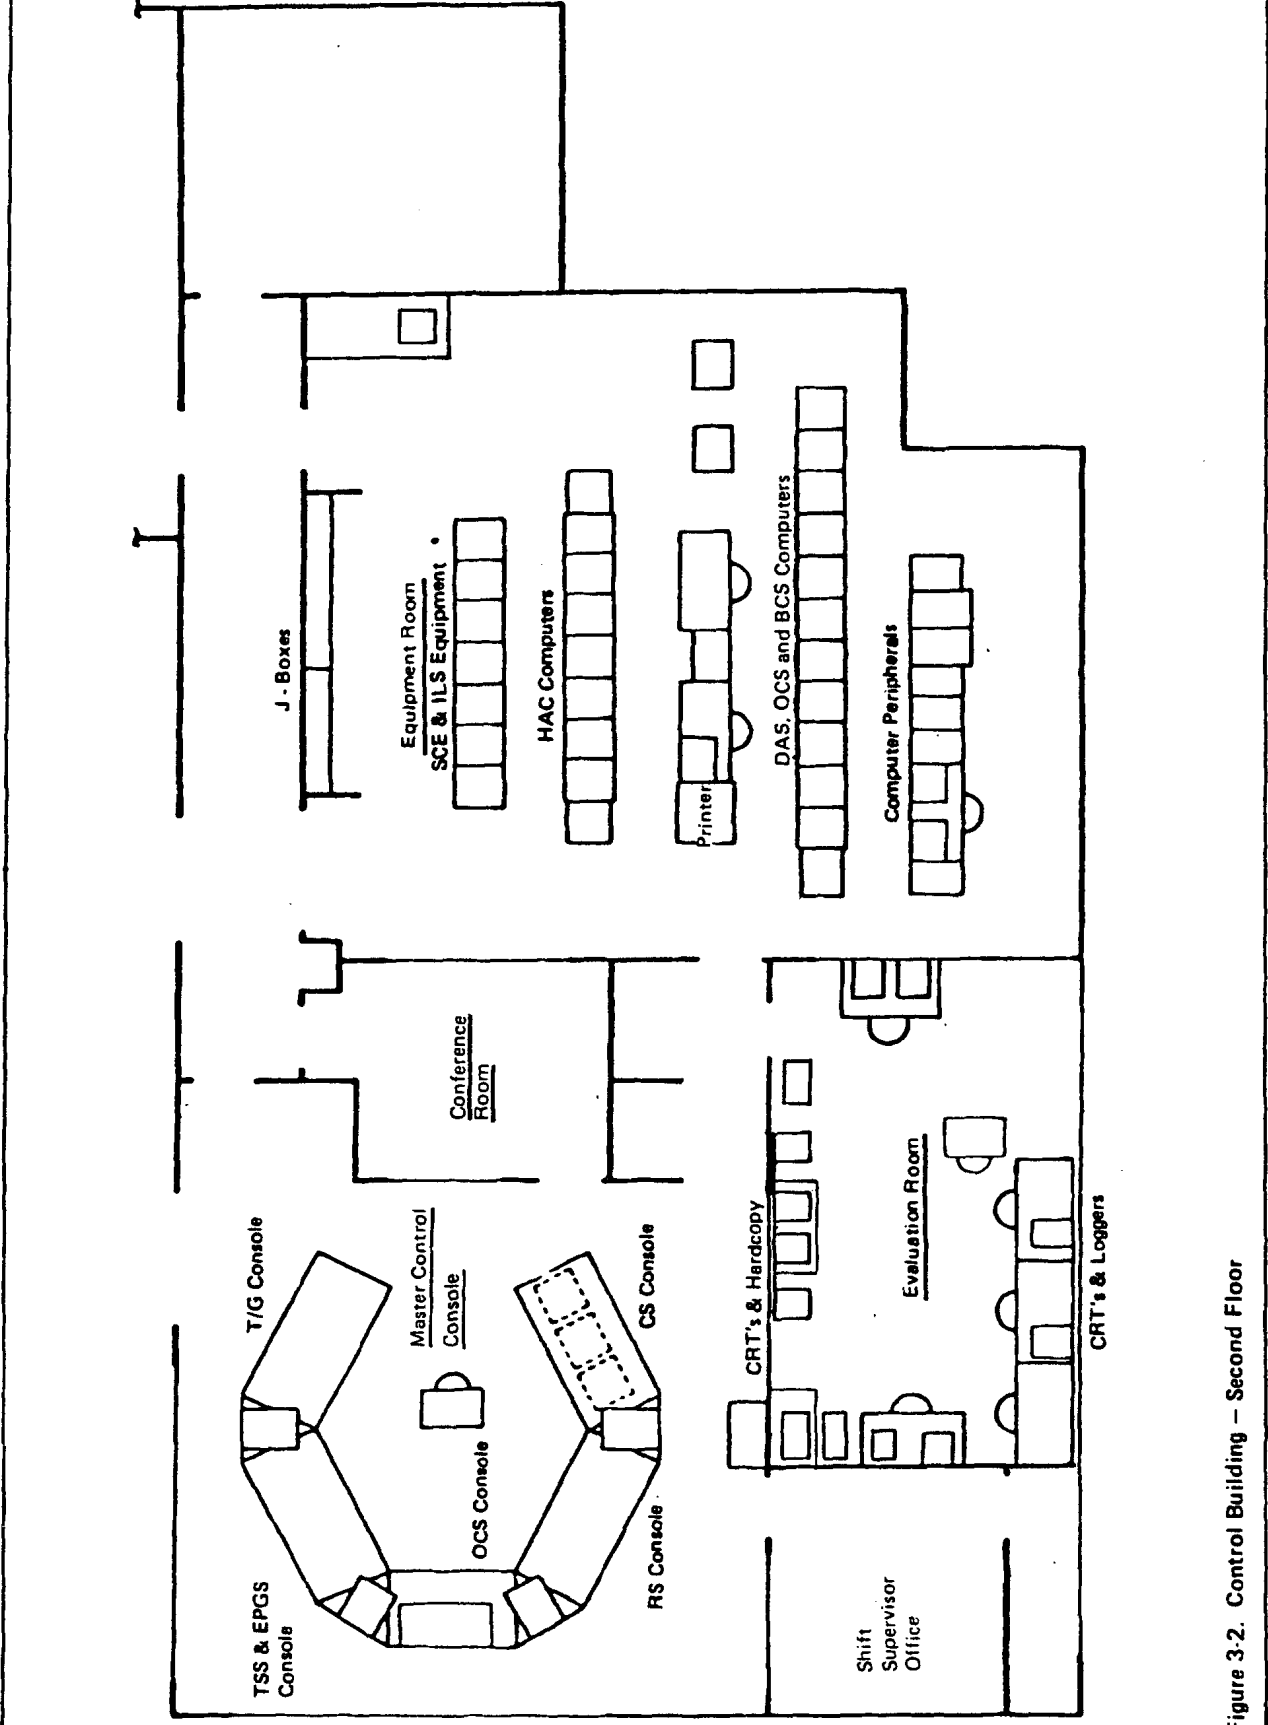 J - Boxes
Equipment Room
SCE & ILS Equipment
HAC Computers
Printer
DAS, OCS and BCS Computers
Computer Peripherals
Conference
Room
T/G Console
Master Control
Console
CS Console
OCS Console
TSS & EPGS
Console
RS Console
CRT's & Hardcopy
Evaluation Room
CRT's & Loggers
Shift
Supervisor
Office
igure 3-2. Control Building – Second Floor